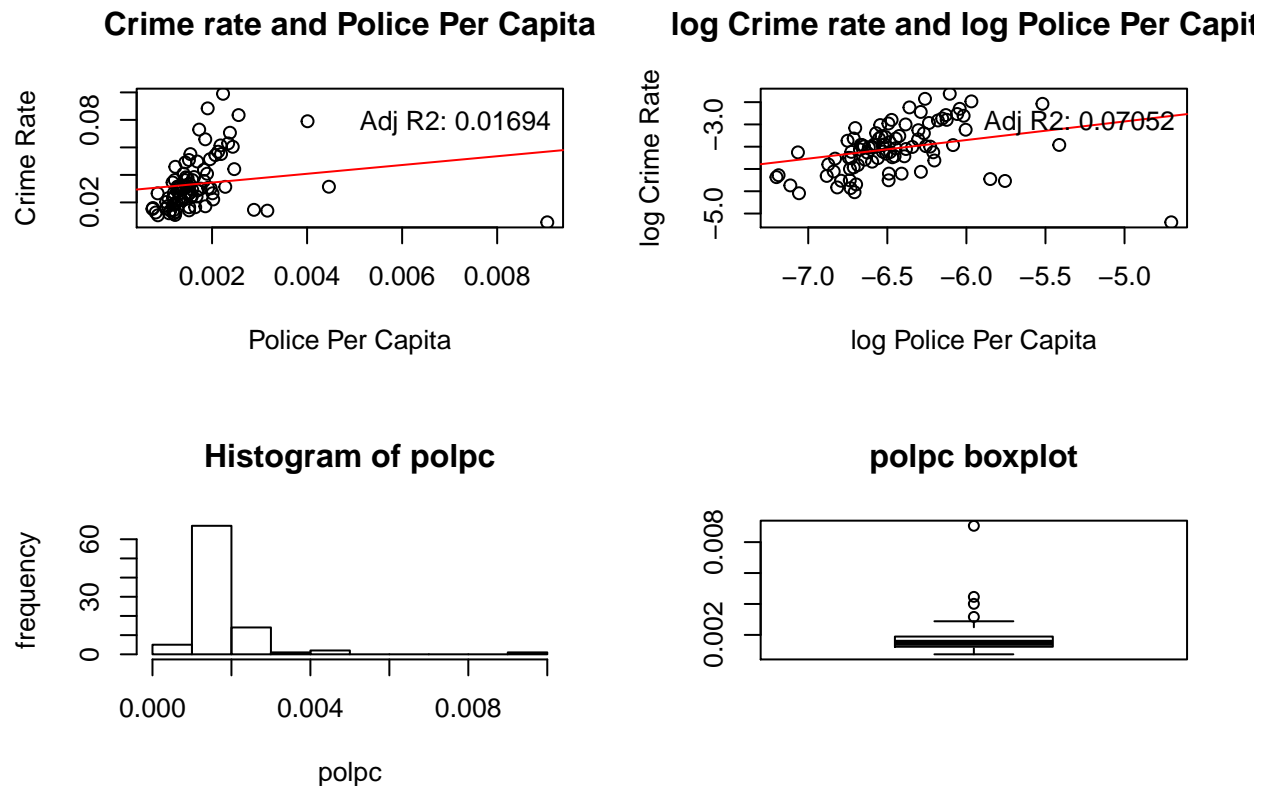 Crime rate and Police Per Capita
Crime Rate
0.08
0.02
Adj R2: 0.01694
0.002 0.004 0.006 0.008
Police Per Capita
log Crime rate and log Police Per Capit
log Crime Rate
−3.0
−5.0
Adj R2: 0.07052
−7.0 −6.5 −6.0 −5.5 −5.0
log Police Per Capita
Histogram of polpc
frequency
60
30
0
0.000 0.004 0.008
polpc
polpc boxplot
0.008
0.002